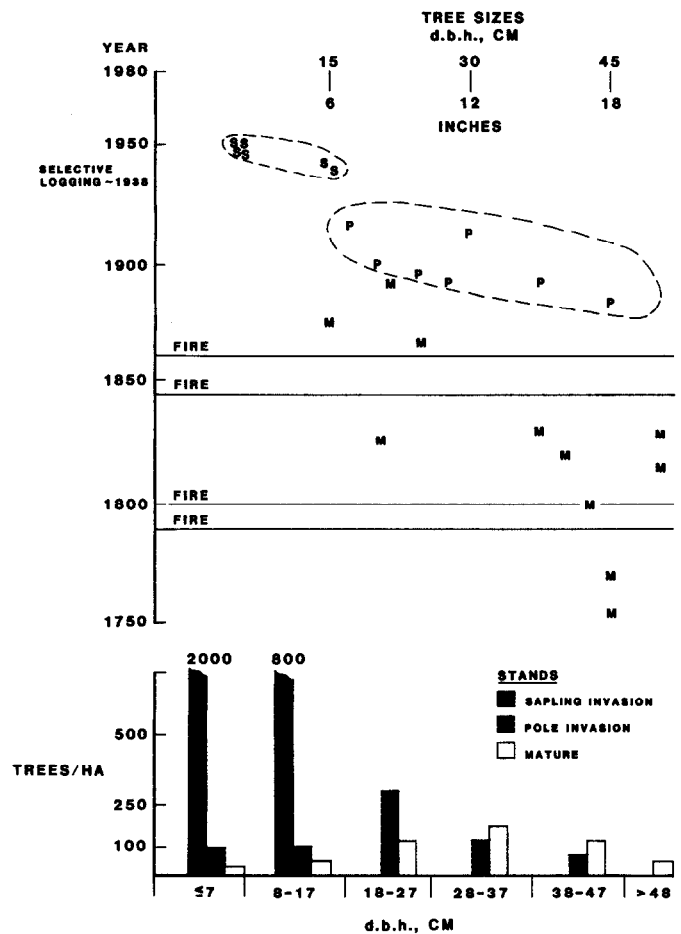 TREE SIZES
d.b.h., CM
YEAR
15 30 45
1980
6 12 18
INCHES
1950
S S
S
S
S
S
SELECTIVE
LOGGING ~1938
P P
1900
P P P P
M
P
M
M
FIRE
1850
FIRE
M M M
M M
1800
FIRE
M
FIRE
M
1750
M
2000 800
STANDS
SAPLING INVASION
500
POLE INVASION
MATURE
TREES/HA
250
100
≤7 8-17 18-27 28-37 38-47 >48
d.b.h., CM